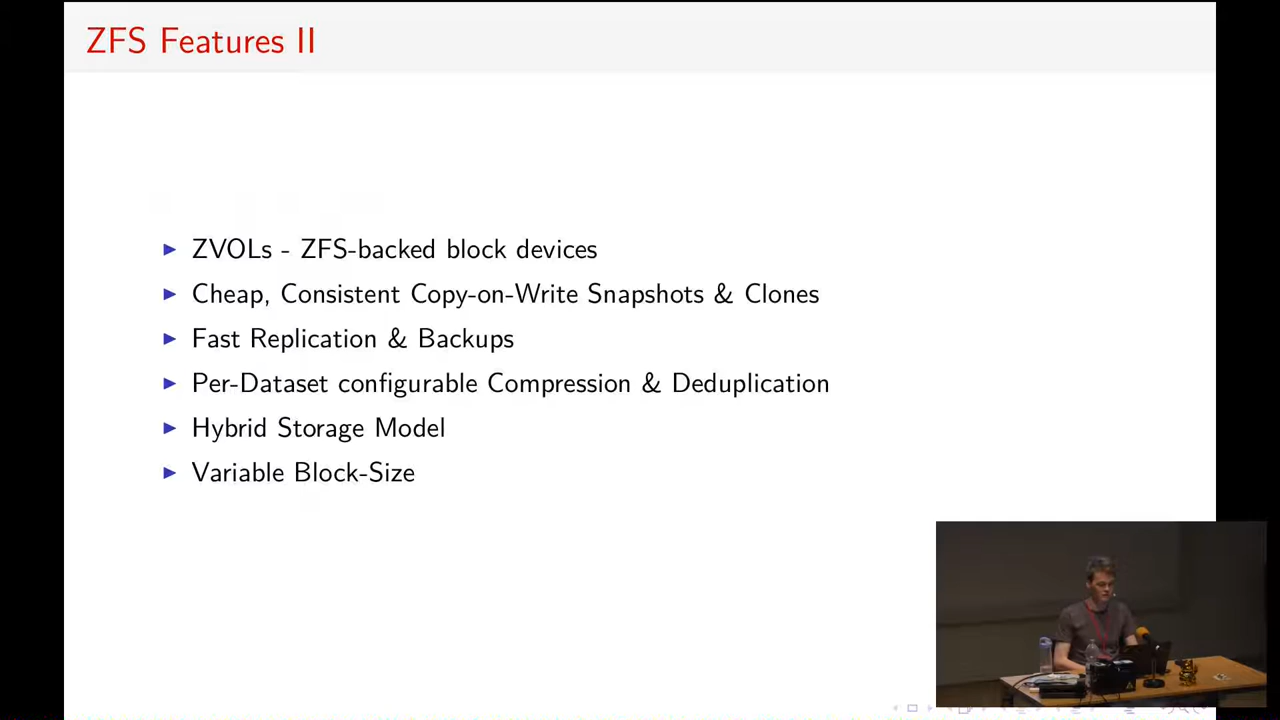 ZFS Features II
ZVOLs - ZFS-backed block devices
Cheap, Consistent Copy-on-Write Snapshots & Clones
Fast Replication & Backups
Per-Dataset configurable Compression & Deduplication
Hybrid Storage Model
Variable Block-Size